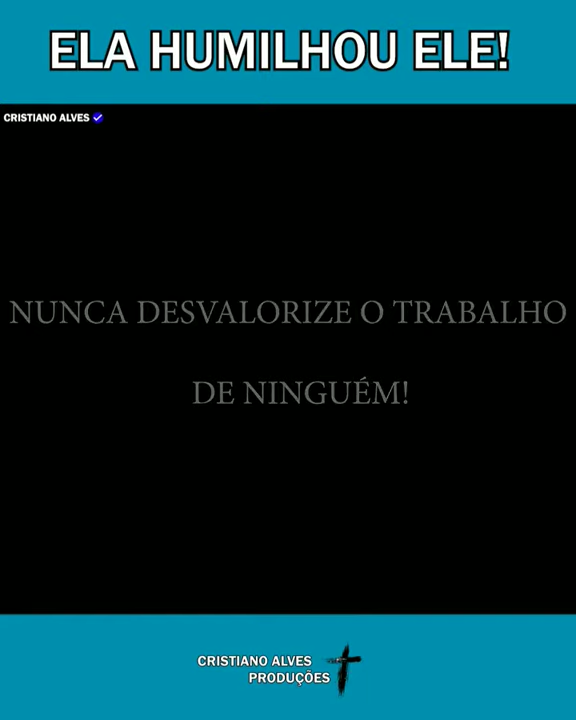 ELA HUMILHOU ELE!
CRISTIANO ALVES
NUNCA DESVALORIZE O TRABALHO
DE NINGUÉM!
CRISTIANO ALVES
PRODUÇÕES